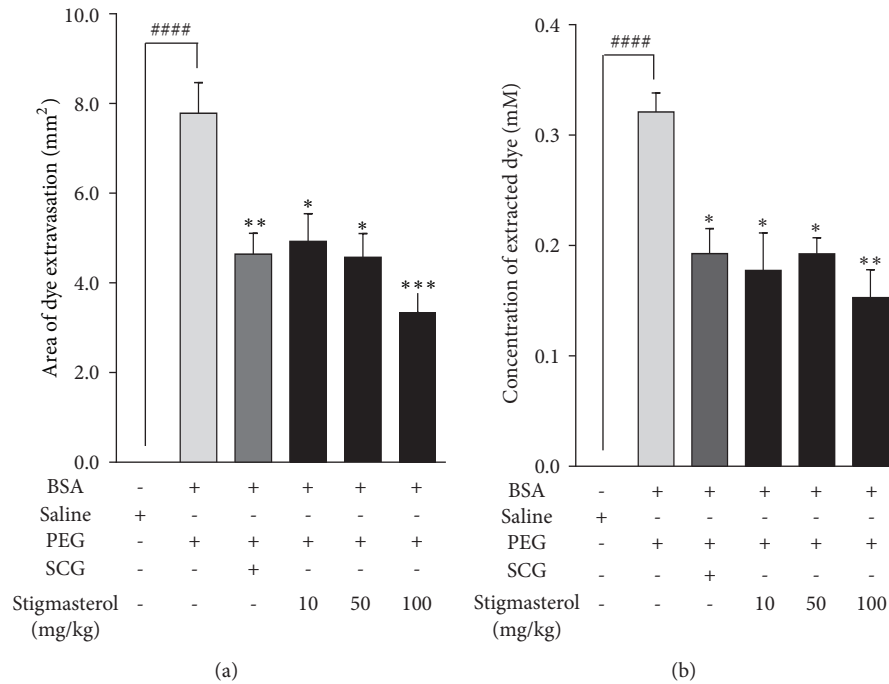 10.0
8.0
6.0
4.0
2.0
0.0
Area of dye extravasation (mm²)
####
**
*
*
***
BSA - + + + + +
Saline + - - - - -
PEG - + + + + +
SCG - - + - - -
Stigmasterol - - - 10 50 100
(mg/kg)
(a)
0.4
0.3
0.2
0.1
0.0
Concentration of extracted dye (mM)
####
*
*
*
**
BSA - + + + + +
Saline + - - - - -
PEG - + + + + +
SCG - - + - - -
Stigmasterol - - - 10 50 100
(mg/kg)
(b)